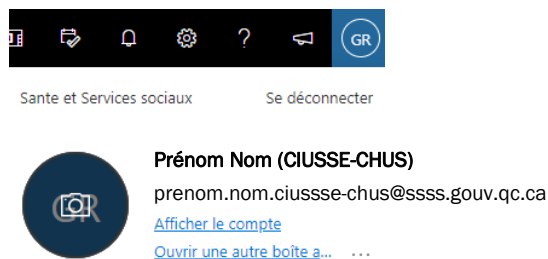 ?
GR
Sante et Services sociaux
Se déconnecter
GR
Prénom Nom (CIUSSE-CHUS)
prenom.nom.ciussse-chus@ssss.gouv.qc.ca
Afficher le compte
Ouvrir une autre boîte a... ...